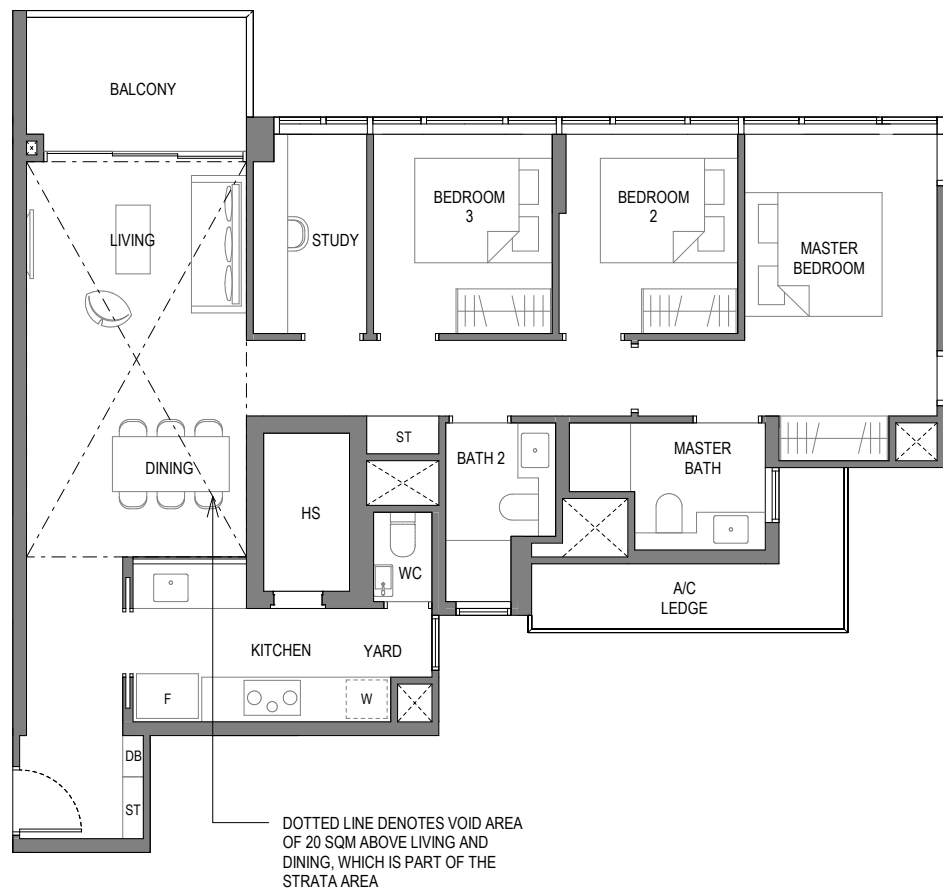 BALCONY
LIVING
STUDY
BEDROOM
3
BEDROOM
2
MASTER
BEDROOM
DINING
HS
ST
BATH 2
MASTER
BATH
WC
A/C
LEDGE
KITCHEN
YARD
F
W
DB
ST
DOTTED LINE DENOTES VOID AREA
OF 20 SQM ABOVE LIVING AND
DINING, WHICH IS PART OF THE
STRATA AREA